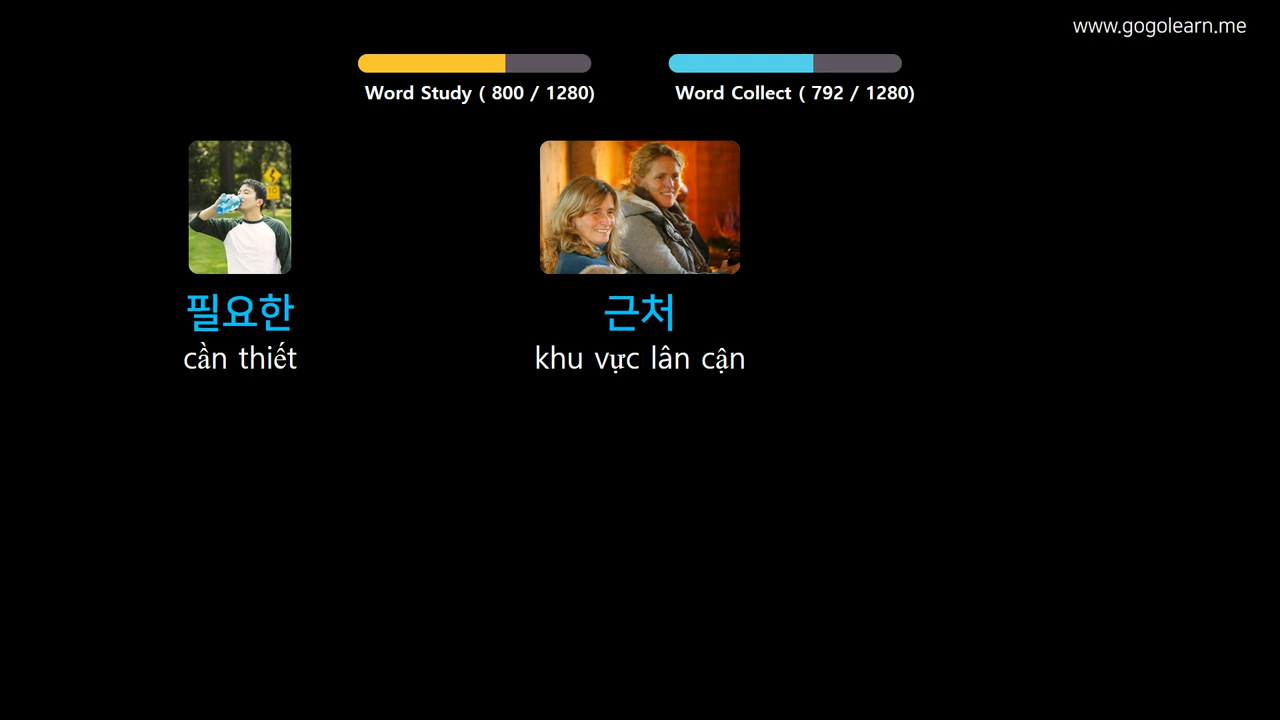 www.gogolearn.me
Word Study ( 800 / 1280)
Word Collect ( 792 / 1280)
필요한
근처
cần thiết
khu vực lân cận